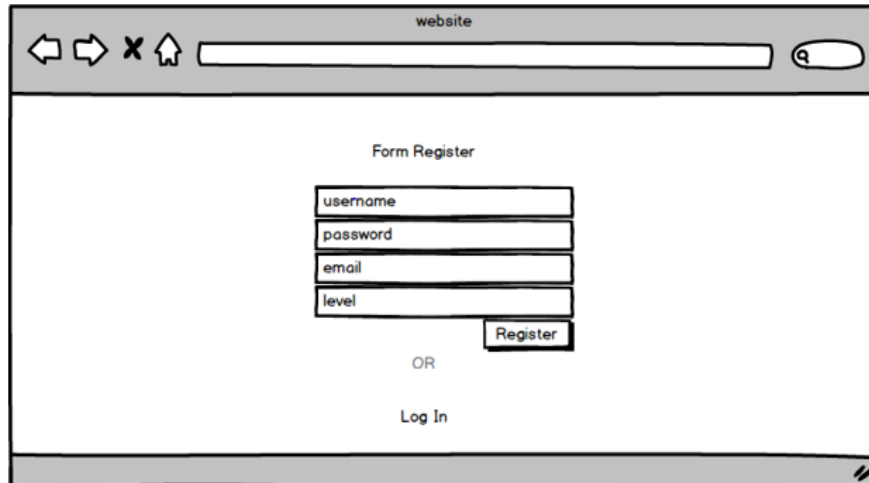 website
Form Register
username
password
email
level
Register
OR
Log In